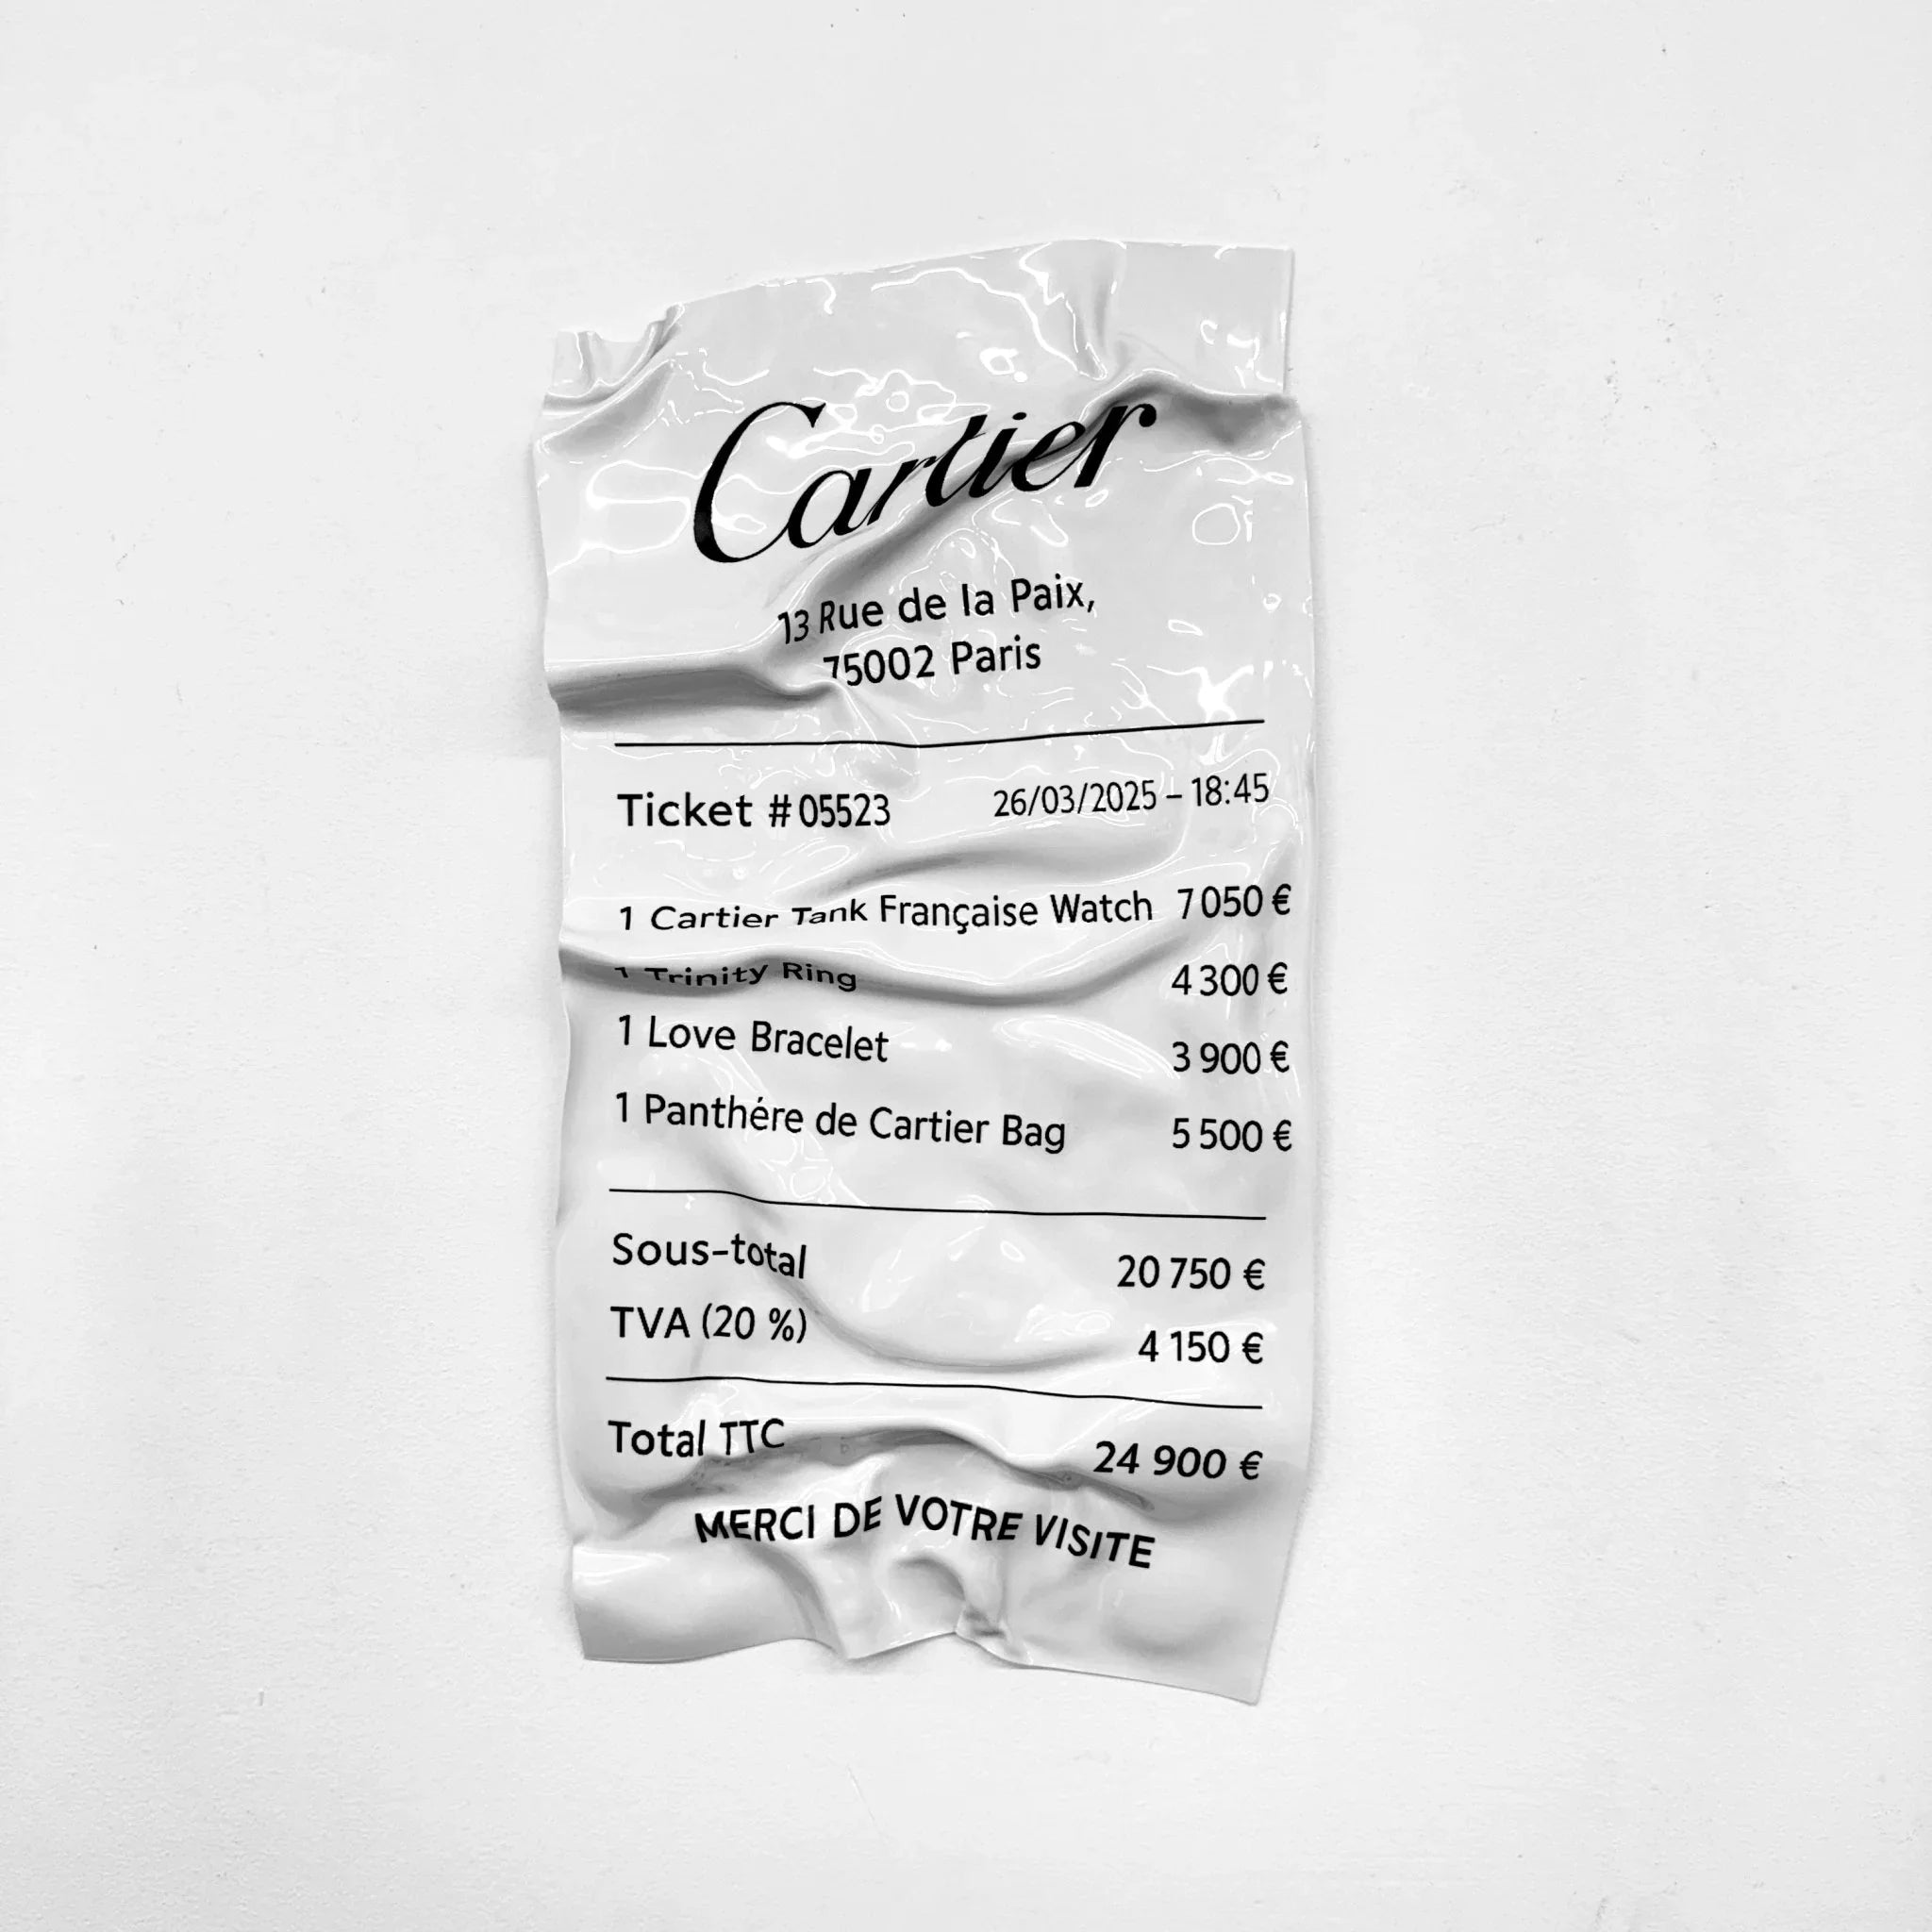 Cartier
13 Rue de la Paix,
75002 Paris
Ticket #05523 26/03/2025 – 18:45
1 Cartier Tank Française Watch 7 050 €
1 Trinity Ring 4 300 €
1 Love Bracelet 3 900 €
1 Panthére de Cartier Bag 5 500 €
Sous-total 20 750 €
TVA (20 %) 4 150 €
Total TTC 24 900 €
MERCI DE VOTRE VISITE